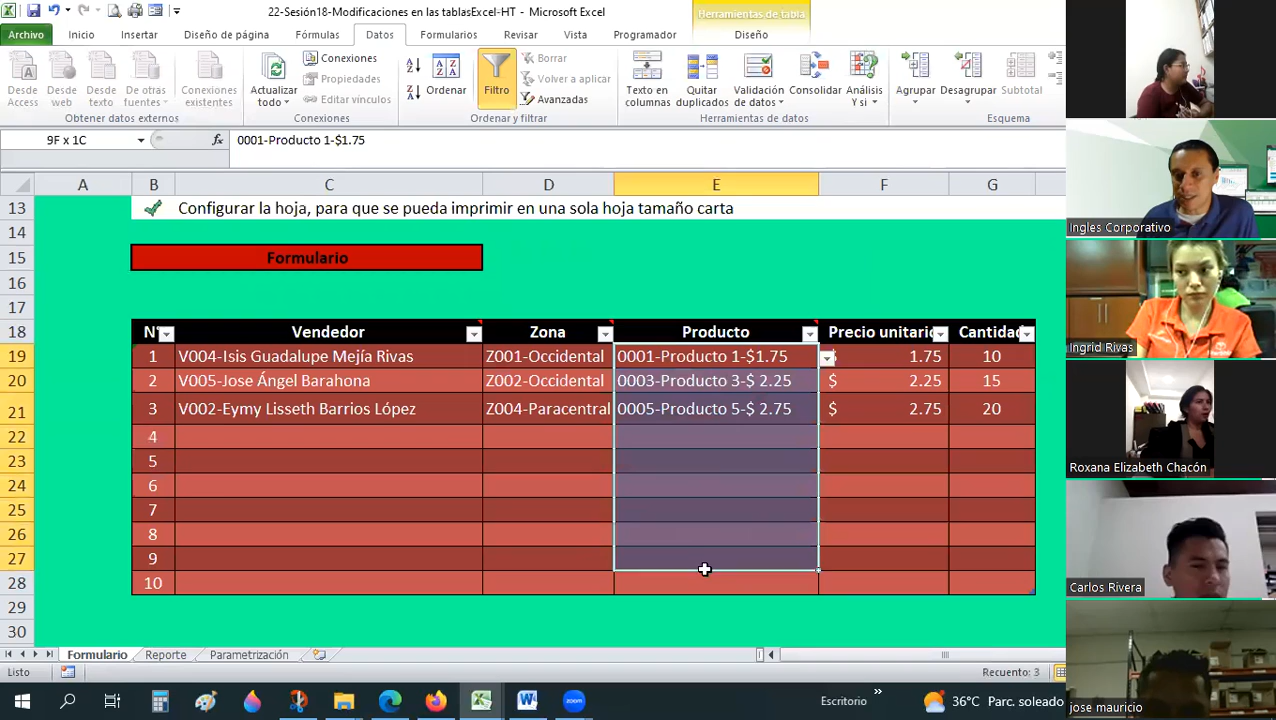 22-Sesión18-Modificaciones en las tablasExcel-HT - Microsoft Excel
Herramientas de tabla
Archivo Inicio Insertar Diseño de página Fórmulas Datos Formularios Revisar Vista Programador Diseño
Desde Access
Desde web
Desde texto
De otras fuentes
Conexiones existentes
Obtener datos externos
Actualizar todo
Conexiones
Propiedades
Editar vínculos
Conexiones
Ordenar
Filtro
Borrar
Volver a aplicar
Avanzadas
Ordenar y filtrar
Texto en columnas
Quitar duplicados
Validación de datos
Consolidar
Análisis Y si
Herramientas de datos
Agrupar
Desagrupar
Subtotal
Esquema
9F x 1C
fx
0001-Producto 1-$1.75
A B C D E F G
13 Configurar la hoja, para que se pueda imprimir en una sola hoja tamaño carta
14
15 Formulario
16
17
18 N° Vendedor Zona Producto Precio unitario Cantidad
19 1 V004-Isis Guadalupe Mejía Rivas Z001-Occidental 0001-Producto 1-$1.75 $ 1.75 10
20 2 V005-Jose Ángel Barahona Z002-Occidental 0003-Producto 3-$ 2.25 $ 2.25 15
21 3 V002-Eymy Lisseth Barrios López Z004-Paracentral 0005-Producto 5-$ 2.75 $ 2.75 20
22 4
23 5
24 6
25 7
26 8
27 9
28 10
29
30
Formulario Reporte Parametrización
Listo
Recuento: 3
Escritorio
»
36°C Parc. soleado
zoom
Ingles Corporativo
Ingrid Rivas
Roxana Elizabeth Chacón
Carlos Rivera
jose mauricio